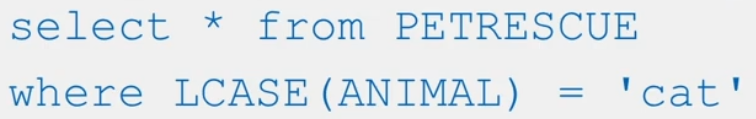 select * from PETRESCUE
where LCASE(ANIMAL) = 'cat'